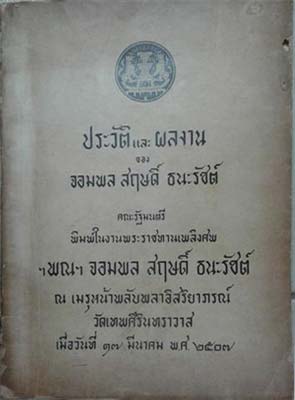 ประวัติและ ผลงาน
ของ
จอมพล สฤษดิ์ ธนะรัชต์
คณะรัฐมนตรี
พิมพ์ในงานพระราชทานเพลิงศพ
ฯพณฯ จอมพล สฤษดิ์ ธนะรัชต์
ณ เมรุหน้าพลับพลาอิสริยาภรณ์
วัดเทพศิรินทราวาส
เมื่อวันที่ ๑๗ มีนาคม พ.ศ. ๒๕๐๗